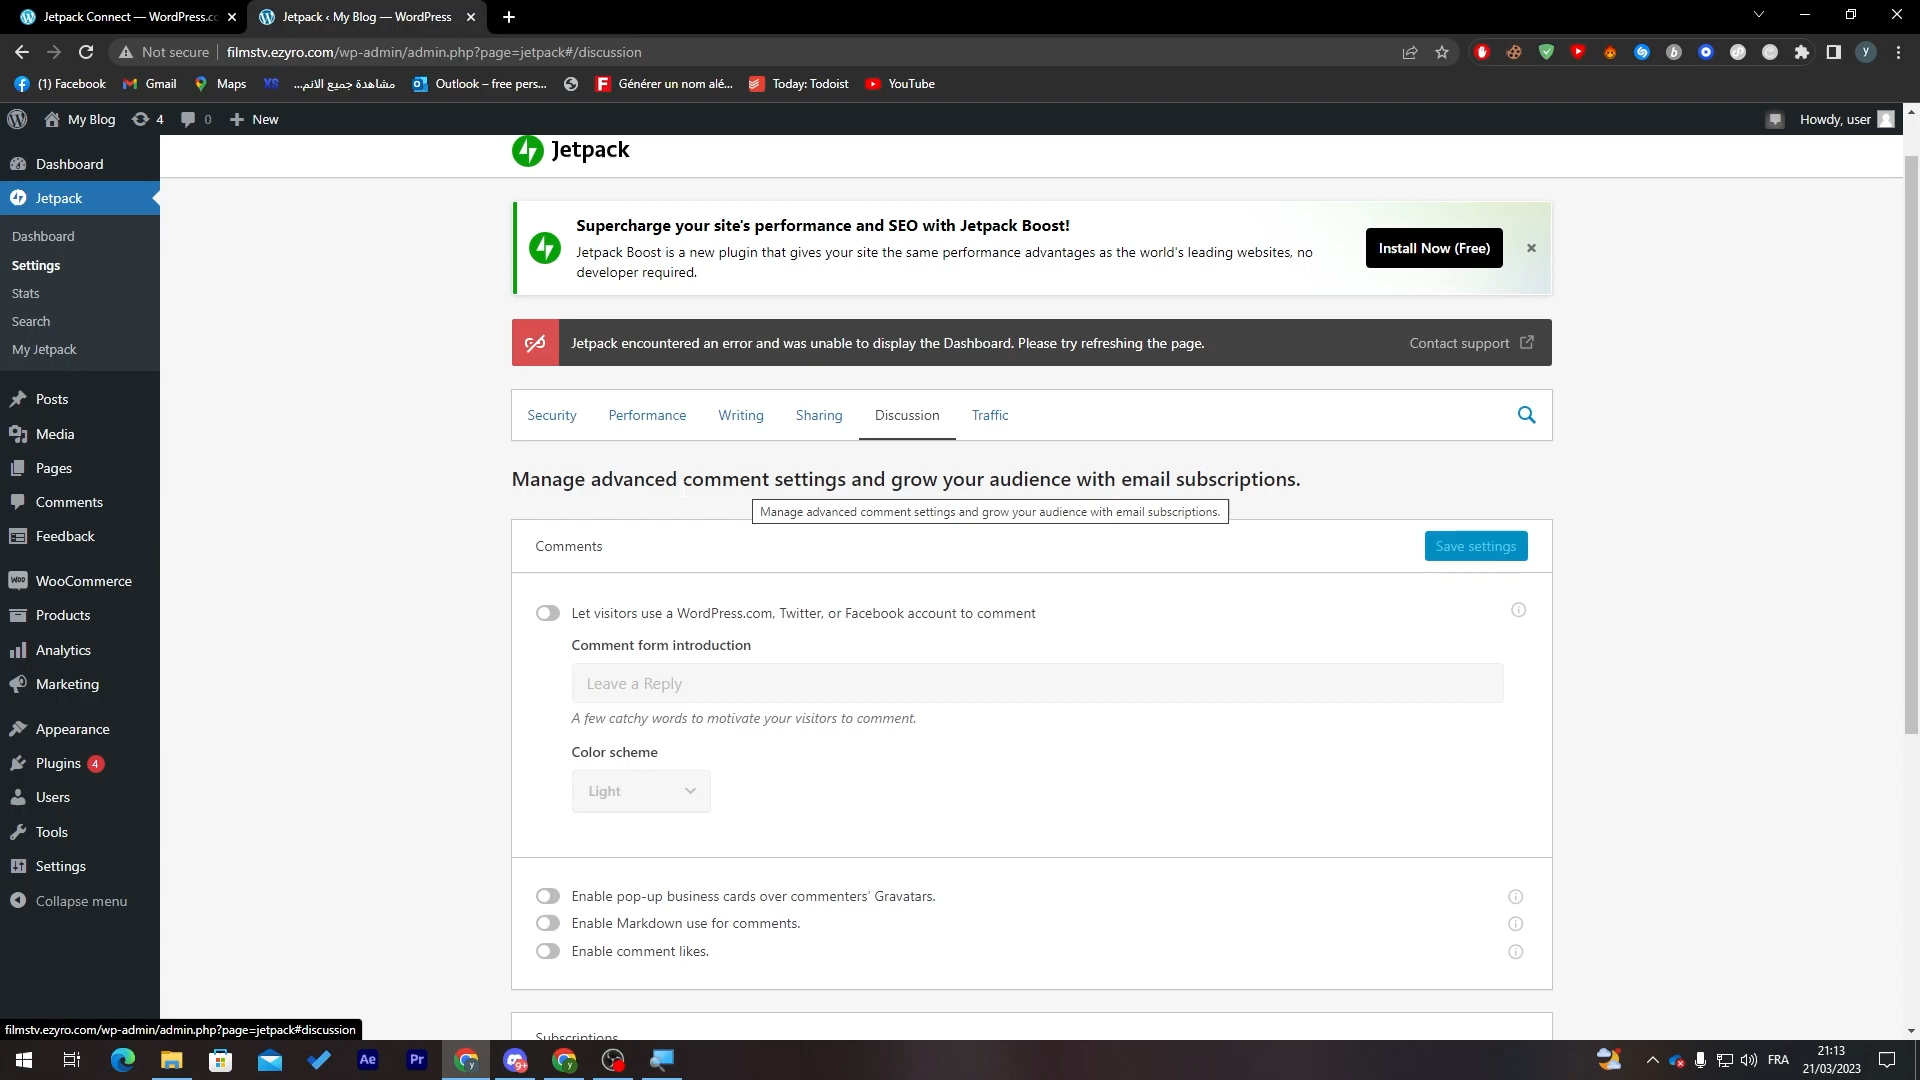 Jetpack Connect — WordPress.co
Jetpack ‹ My Blog — WordPress
Not secure
filmstv.ezyro.com/wp-admin/admin.php?page=jetpack#/discussion
y
(1) Facebook
Gmail
Maps
XS
مشاهدة جميع الانم...
Outlook – free pers...
Générer un nom alé...
Today: Todoist
YouTube
My Blog
4
0
New
Howdy, user
Dashboard
Jetpack
Dashboard
Settings
Stats
Search
My Jetpack
Posts
Media
Pages
Comments
Feedback
WooCommerce
Products
Analytics
Marketing
Appearance
Plugins 4
Users
Tools
Settings
Collapse menu
Jetpack
Supercharge your site's performance and SEO with Jetpack Boost!
Jetpack Boost is a new plugin that gives your site the same performance advantages as the world's leading websites, no
developer required.
Install Now (Free)
Jetpack encountered an error and was unable to display the Dashboard. Please try refreshing the page.
Contact support
Security
Performance
Writing
Sharing
Discussion
Traffic
Manage advanced comment settings and grow your audience with email subscriptions.
Manage advanced comment settings and grow your audience with email subscriptions.
Comments
Save settings
Let visitors use a WordPress.com, Twitter, or Facebook account to comment
Comment form introduction
Leave a Reply
A few catchy words to motivate your visitors to comment.
Color scheme
Light
Enable pop-up business cards over commenters’ Gravatars.
Enable Markdown use for comments.
Enable comment likes.
Subscriptions
filmstv.ezyro.com/wp-admin/admin.php?page=jetpack#discussion
Ae
Pr
9+
FRA
21:13
21/03/2023